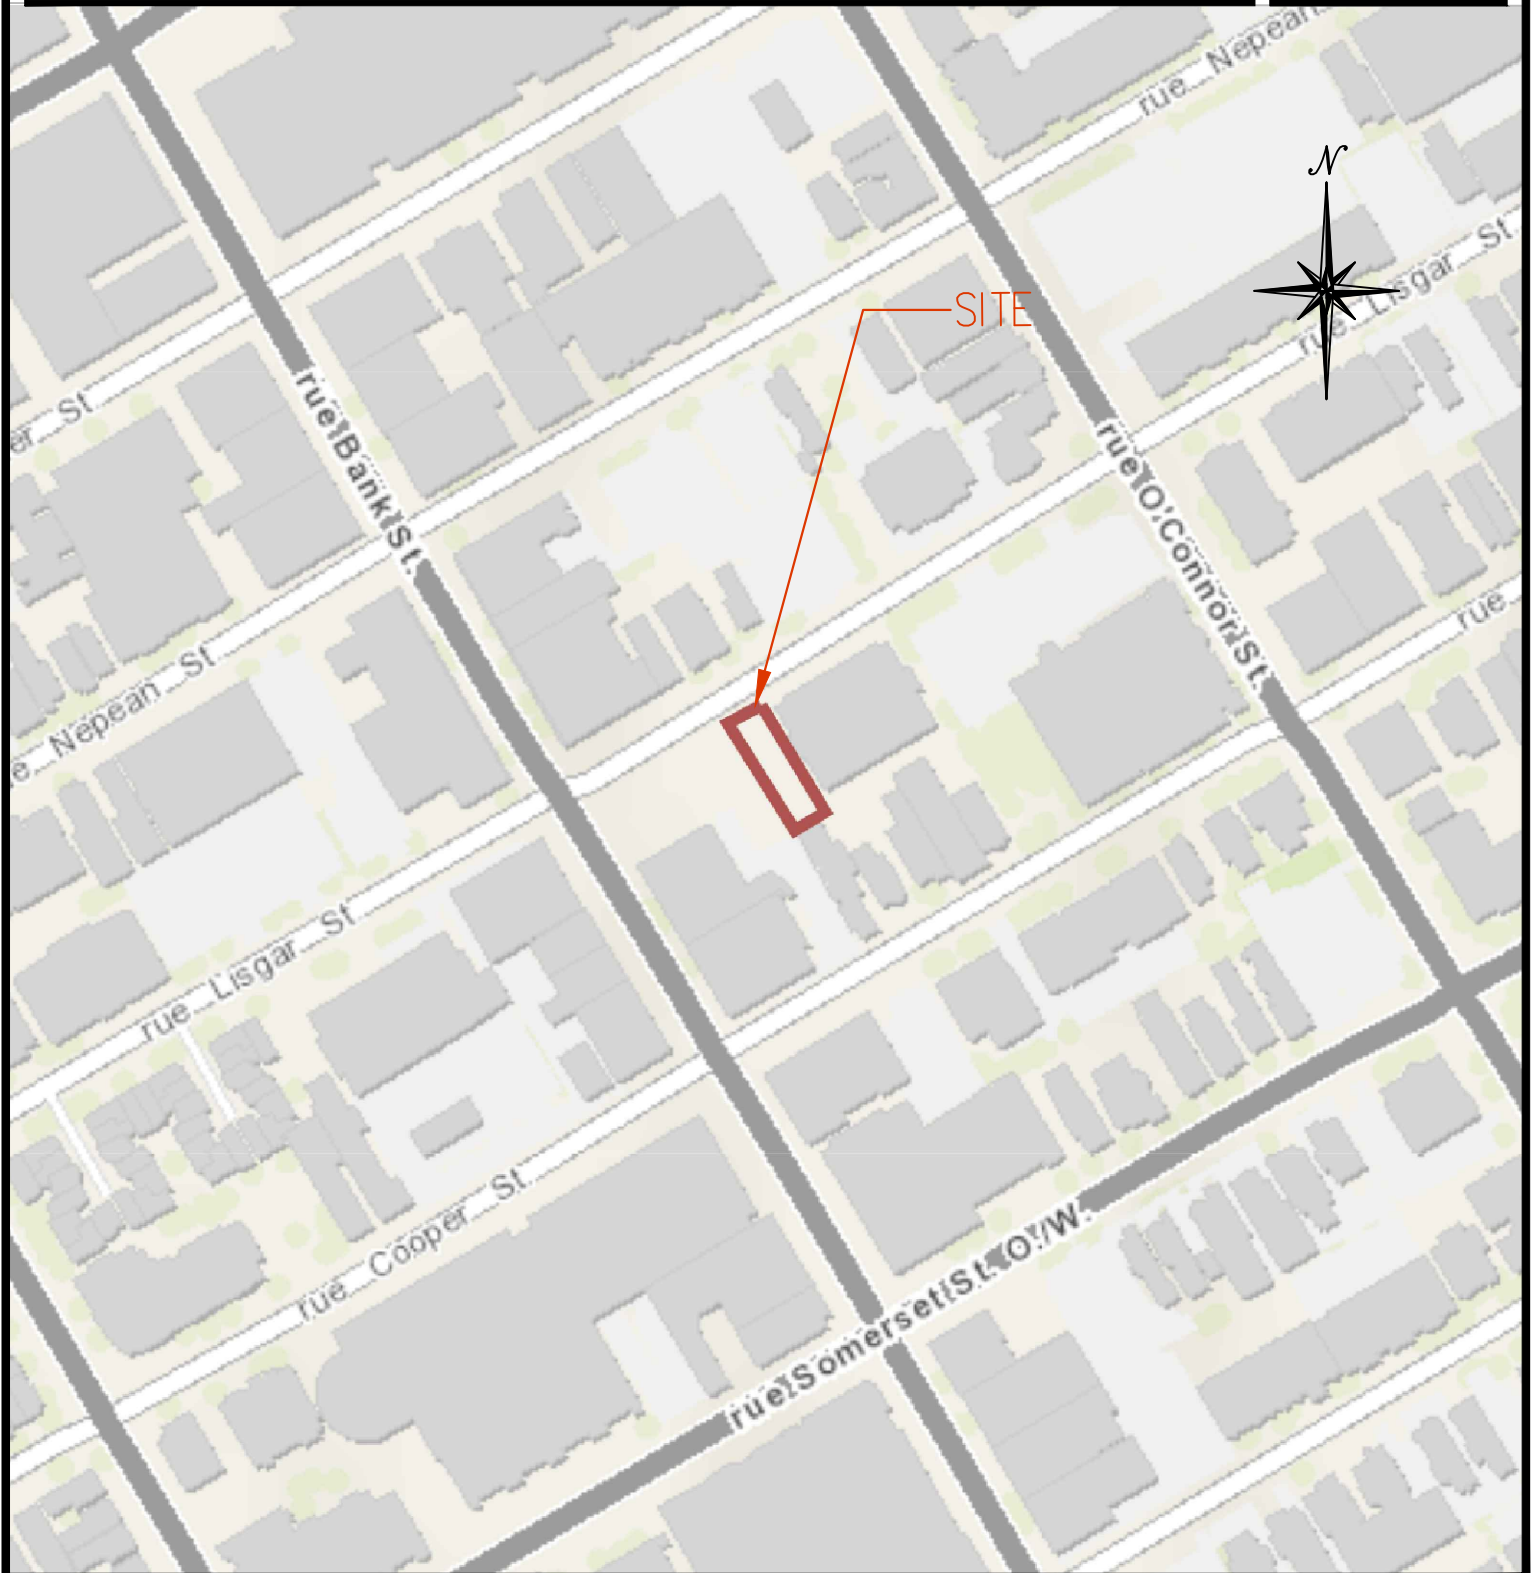 rue Nepean
N
rue Lisgar St
SITE
er St
rue Bank St.
rue O'Connor St.
rue
e Nepean St
rue Lisgar St
rue Cooper St
rue Somerset St. O./W.